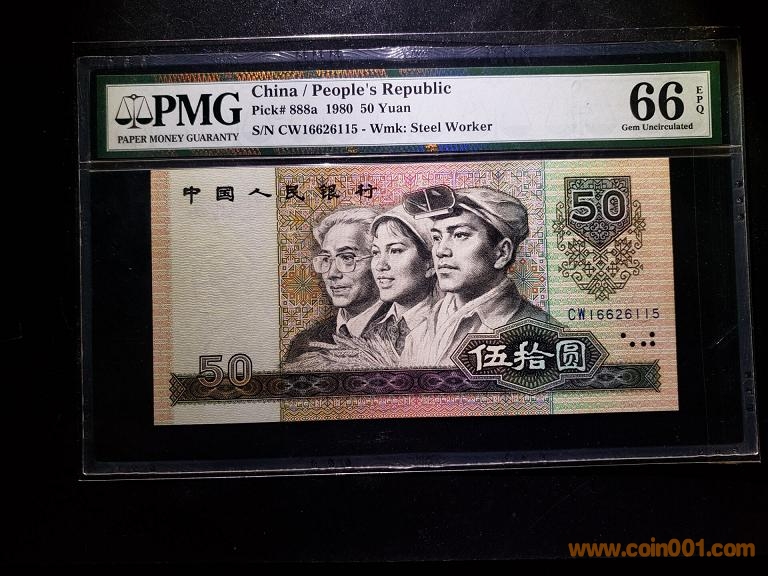 PMG
PAPER MONEY GUARANTY
China / People's Republic
Pick# 888a 1980 50 Yuan
S/N CW16626115 - Wmk: Steel Worker
66
EPQ
Gem Uncirculated
中国人民银行
50
CW16626115
50
伍拾圆
www.coin001.com